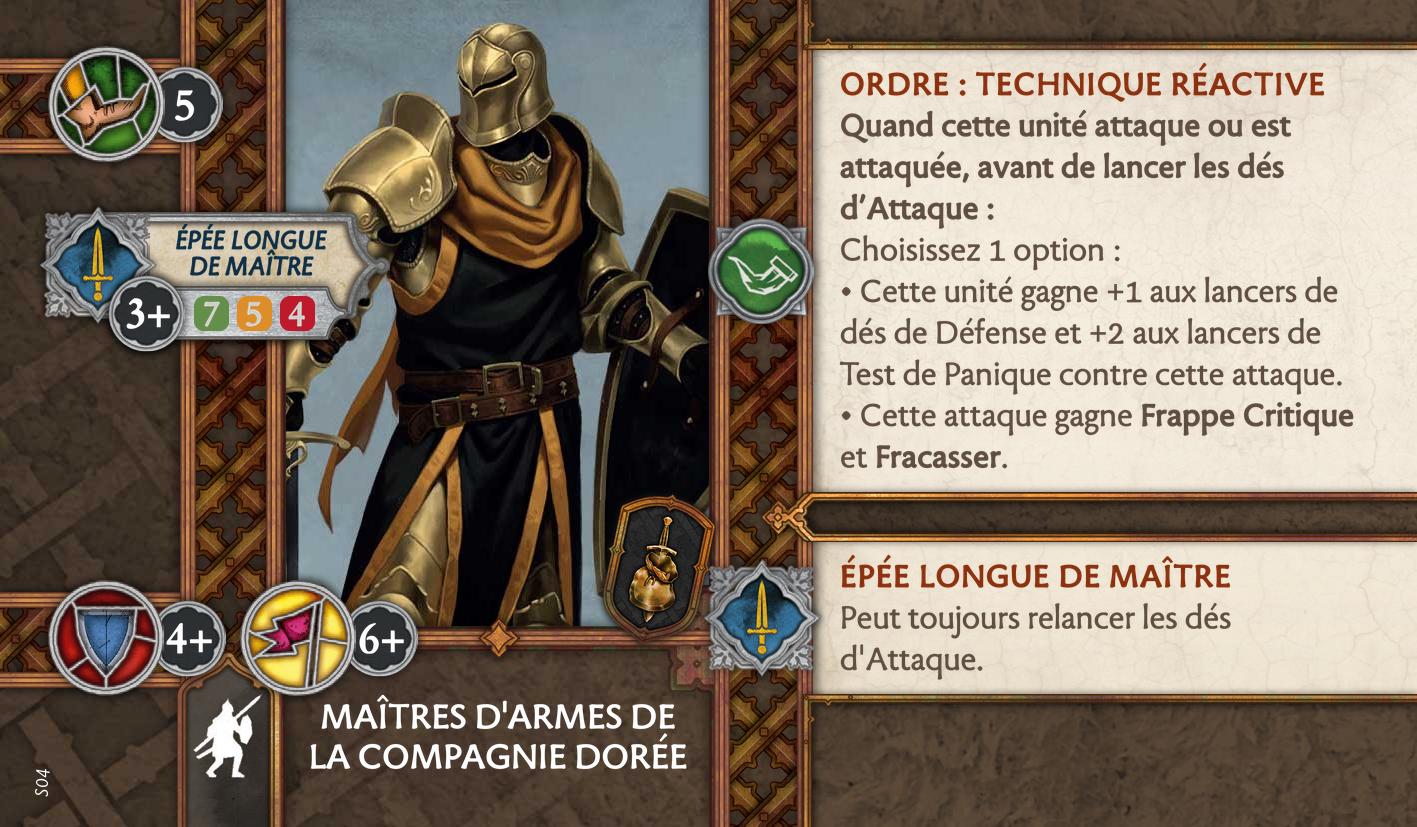 5
ÉPÉE LONGUE
DE MAÎTRE
3+ 7 5 4
4+ 6+
MAÎTRES D'ARMES DE
LA COMPAGNIE DORÉE
S04
ORDRE : TECHNIQUE RÉACTIVE
Quand cette unité attaque ou est
attaquée, avant de lancer les dés
d’Attaque :
Choisissez 1 option :
• Cette unité gagne +1 aux lancers de
dés de Défense et +2 aux lancers de
Test de Panique contre cette attaque.
• Cette attaque gagne Frappe Critique
et Fracasser.
ÉPÉE LONGUE DE MAÎTRE
Peut toujours relancer les dés
d'Attaque.